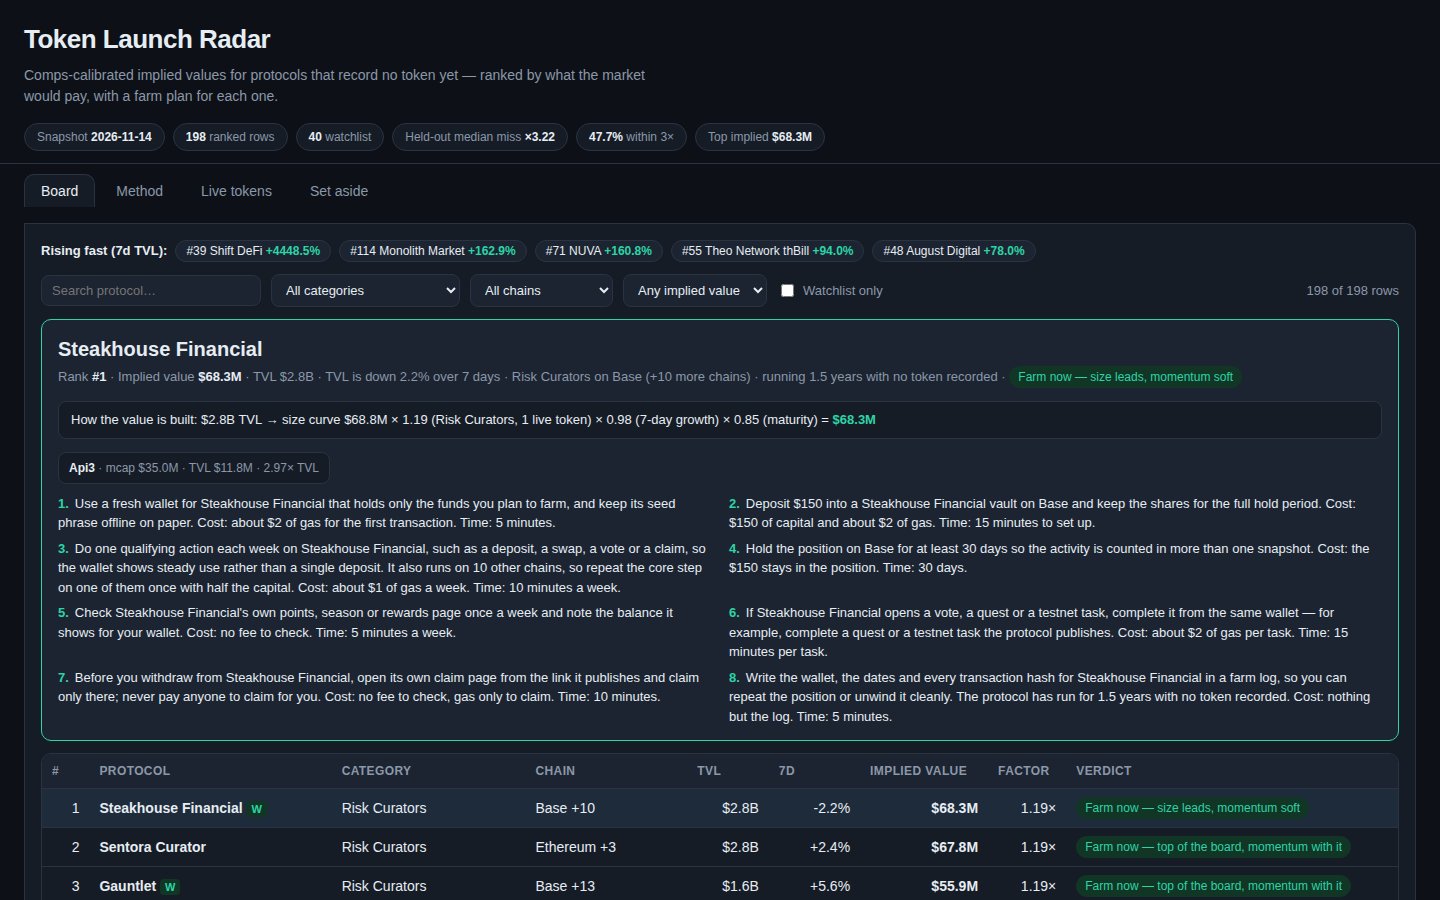 Token Launch Radar
Comps-calibrated implied values for protocols that record no token yet — ranked by what the market
would pay, with a farm plan for each one.
Snapshot 2026-11-14 198 ranked rows 40 watchlist Held-out median miss ×3.22 47.7% within 3× Top implied $68.3M
Board Method Live tokens Set aside
Rising fast (7d TVL): #39 Shift DeFi +4448.5% #114 Monolith Market +162.9% #71 NUVA +160.8% #55 Theo Network thBill +94.0% #48 August Digital +78.0%
Search protocol… All categories All chains Any implied value Watchlist only 198 of 198 rows
Steakhouse Financial
Rank #1 · Implied value $68.3M · TVL $2.8B · TVL is down 2.2% over 7 days · Risk Curators on Base (+10 more chains) · running 1.5 years with no token recorded · Farm now — size leads, momentum soft
How the value is built: $2.8B TVL → size curve $68.8M × 1.19 (Risk Curators, 1 live token) × 0.98 (7-day growth) × 0.85 (maturity) = $68.3M
Api3 · mcap $35.0M · TVL $11.8M · 2.97× TVL
1. Use a fresh wallet for Steakhouse Financial that holds only the funds you plan to farm, and keep its seed
phrase offline on paper. Cost: about $2 of gas for the first transaction. Time: 5 minutes.
2. Deposit $150 into a Steakhouse Financial vault on Base and keep the shares for the full hold period. Cost:
$150 of capital and about $2 of gas. Time: 15 minutes to set up.
3. Do one qualifying action each week on Steakhouse Financial, such as a deposit, a swap, a vote or a claim, so
the wallet shows steady use rather than a single deposit. It also runs on 10 other chains, so repeat the core step
on one of them once with half the capital. Cost: about $1 of gas a week. Time: 10 minutes a week.
4. Hold the position on Base for at least 30 days so the activity is counted in more than one snapshot. Cost: the
$150 stays in the position. Time: 30 days.
5. Check Steakhouse Financial's own points, season or rewards page once a week and note the balance it
shows for your wallet. Cost: no fee to check. Time: 5 minutes a week.
6. If Steakhouse Financial opens a vote, a quest or a testnet task, complete it from the same wallet — for
example, complete a quest or a testnet task the protocol publishes. Cost: about $2 of gas per task. Time: 15
minutes per task.
7. Before you withdraw from Steakhouse Financial, open its own claim page from the link it publishes and claim
only there; never pay anyone to claim for you. Cost: no fee to check, gas only to claim. Time: 10 minutes.
8. Write the wallet, the dates and every transaction hash for Steakhouse Financial in a farm log, so you can
repeat the position or unwind it cleanly. The protocol has run for 1.5 years with no token recorded. Cost: nothing
but the log. Time: 5 minutes.
# PROTOCOL CATEGORY CHAIN TVL 7D IMPLIED VALUE FACTOR VERDICT
1 Steakhouse Financial W Risk Curators Base +10 $2.8B -2.2% $68.3M 1.19× Farm now — size leads, momentum soft
2 Sentora Curator Risk Curators Ethereum +3 $2.8B +2.4% $67.8M 1.19× Farm now — top of the board, momentum with it
3 Gauntlet W Risk Curators Base +13 $1.6B +5.6% $55.9M 1.19× Farm now — top of the board, momentum with it